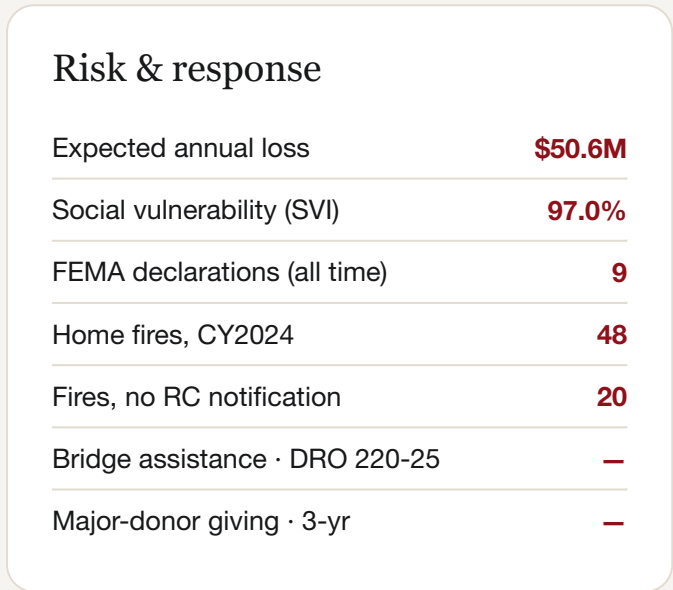 Risk & response
Expected annual loss $50.6M
Social vulnerability (SVI) 97.0%
FEMA declarations (all time) 9
Home fires, CY2024 48
Fires, no RC notification 20
Bridge assistance · DRO 220-25 —
Major-donor giving · 3-yr —